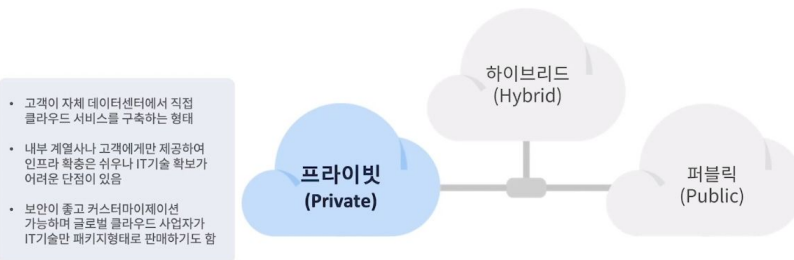 • 고객이 자체 데이터센터에서 직접
클라우드 서비스를 구축하는 형태
• 내부 계열사나 고객에게만 제공하여
인프라 확충은 쉬우나 IT기술 확보가
어려운 단점이 있음
• 보안이 좋고 커스터마이제이션
가능하며 글로벌 클라우드 사업자가
IT기술만 패키지형태로 판매하기도 함
프라이빗
(Private)
하이브리드
(Hybrid)
퍼블릭
(Public)